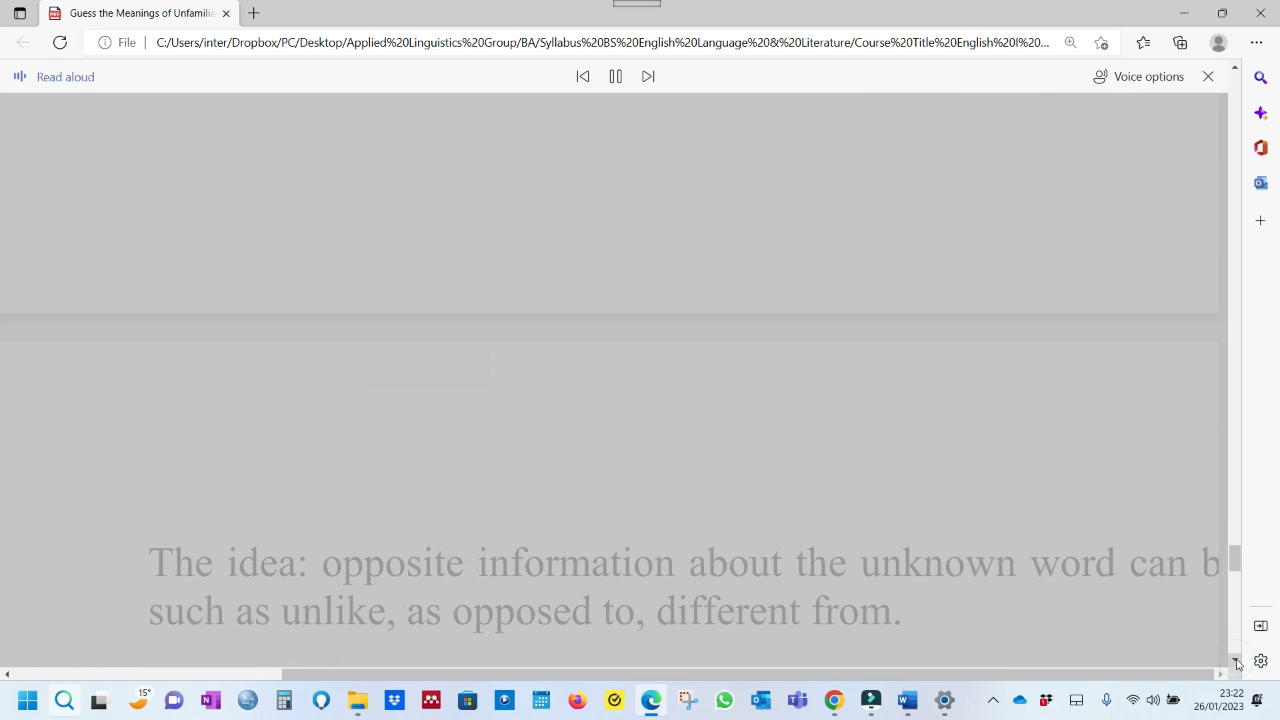 Guess the Meanings of Unfamilia
File
C:/Users/inter/Dropbox/PC/Desktop/Applied%20Linguistics%20Group/BA/Syllabus%20BS%20English%20Language%20&%20Literature/Course%20Title%20English%20I%20...
Read aloud
Voice options
The idea: opposite information about the unknown word can b
such as unlike, as opposed to, different from.
15°
23:22
26/01/2023